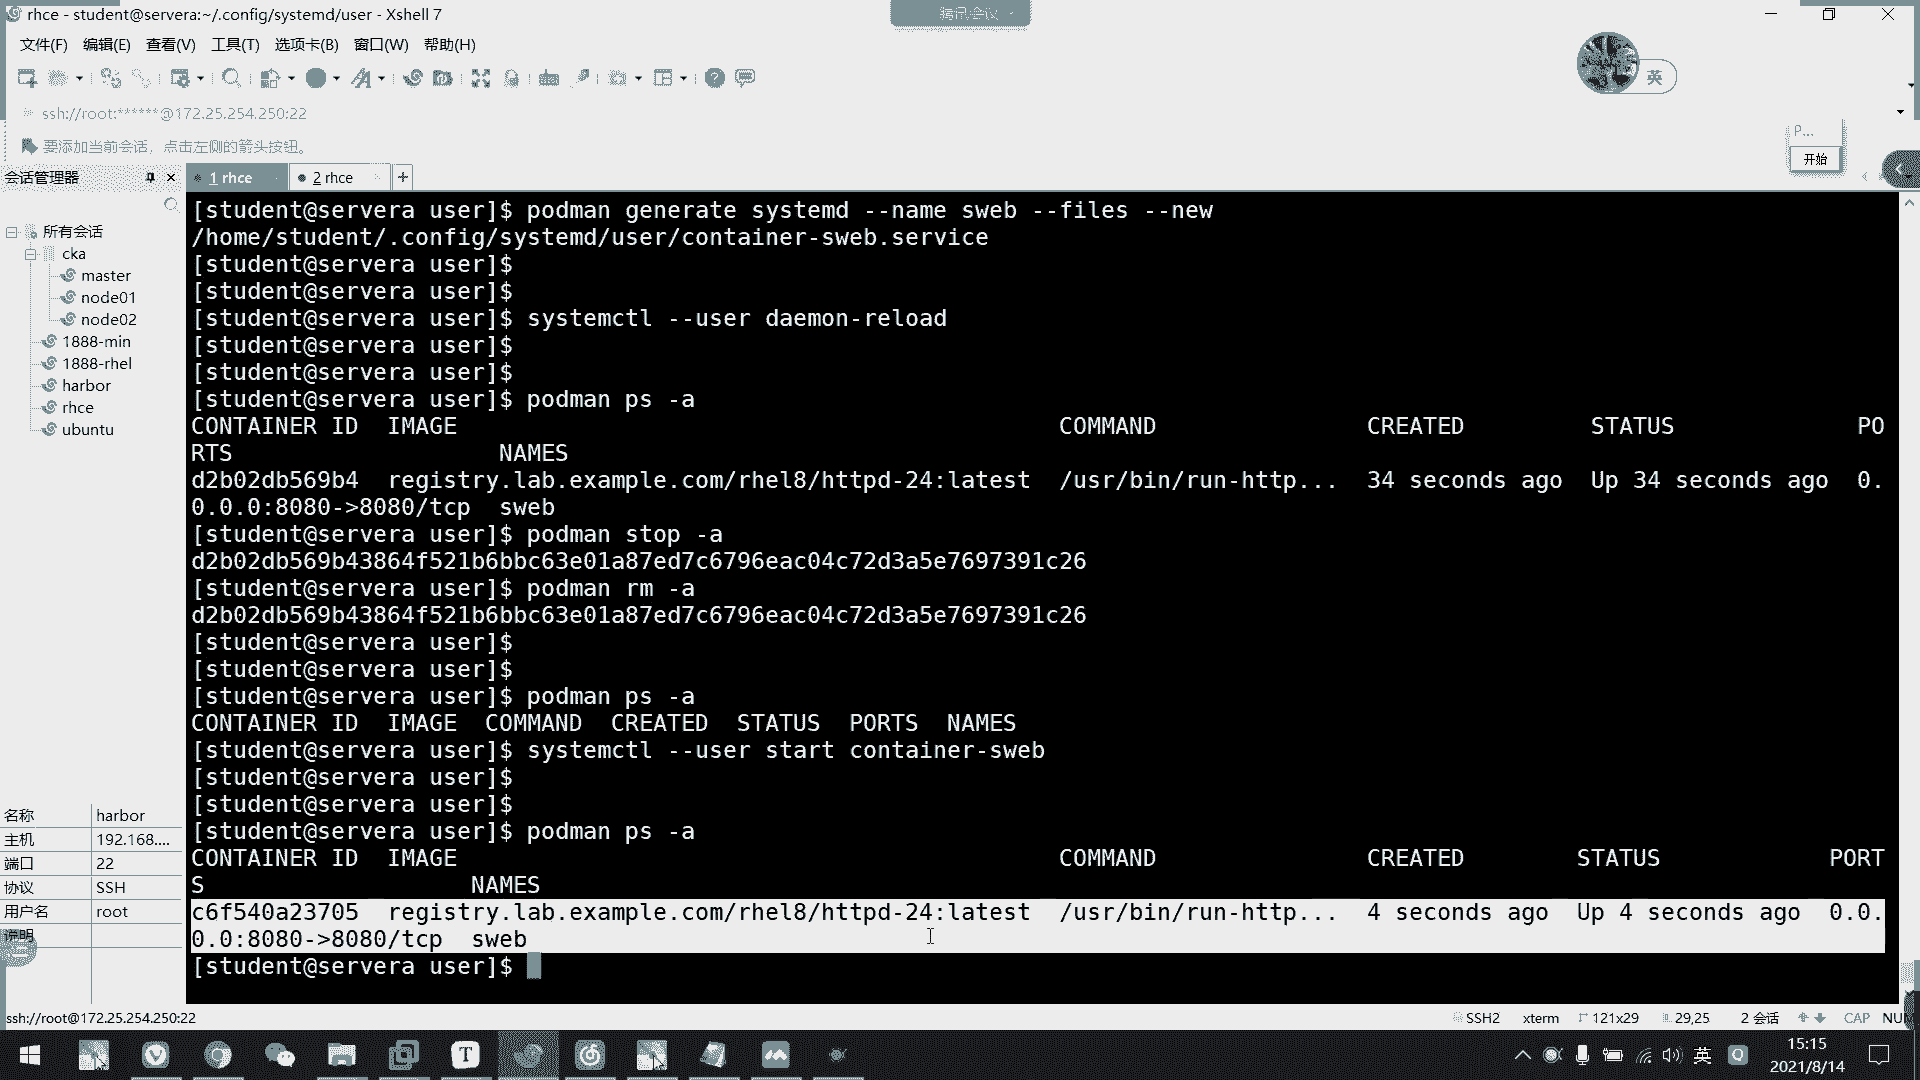 rhce - student@servera:~/.config/systemd/user - Xshell 7
腾讯会议
文件(F) 编辑(E) 查看(V) 工具(T) 选项卡(B) 窗口(W) 帮助(H)
英
ssh://root:******@172.25.254.250:22
P...
要添加当前会话，点击左侧的箭头按钮。
开始
会话管理器
1 rhce
2 rhce
所有会话
cka
master
node01
node02
1888-min
1888-rhel
harbor
rhce
ubuntu
[student@servera user]$ podman generate systemd --name sweb --files --new
/home/student/.config/systemd/user/container-sweb.service
[student@servera user]$
[student@servera user]$
[student@servera user]$ systemctl --user daemon-reload
[student@servera user]$
[student@servera user]$
[student@servera user]$ podman ps -a
CONTAINER ID  IMAGE                                           COMMAND               CREATED         STATUS             PO
RTS                   NAMES
d2b02db569b4  registry.lab.example.com/rhel8/httpd-24:latest  /usr/bin/run-http...  34 seconds ago  Up 34 seconds ago  0.
0.0.0:8080->8080/tcp  sweb
[student@servera user]$ podman stop -a
d2b02db569b43864f521b6bbc63e01a87ed7c6796eac04c72d3a5e7697391c26
[student@servera user]$ podman rm -a
d2b02db569b43864f521b6bbc63e01a87ed7c6796eac04c72d3a5e7697391c26
[student@servera user]$
[student@servera user]$
[student@servera user]$ podman ps -a
CONTAINER ID  IMAGE  COMMAND  CREATED  STATUS  PORTS  NAMES
[student@servera user]$ systemctl --user start container-sweb
[student@servera user]$
[student@servera user]$
[student@servera user]$ podman ps -a
CONTAINER ID  IMAGE                                           COMMAND               CREATED        STATUS            PORT
S                   NAMES
c6f540a23705  registry.lab.example.com/rhel8/httpd-24:latest  /usr/bin/run-http...  4 seconds ago  Up 4 seconds ago  0.0.
0.0:8080->8080/tcp  sweb
[student@servera user]$
名称 harbor
主机 192.168....
端口 22
协议 SSH
用户名 root
说明
ssh://root@172.25.254.250:22
SSH2 xterm 121x29 29,25 2 会话 CAP NUM
英
15:15
2021/8/14